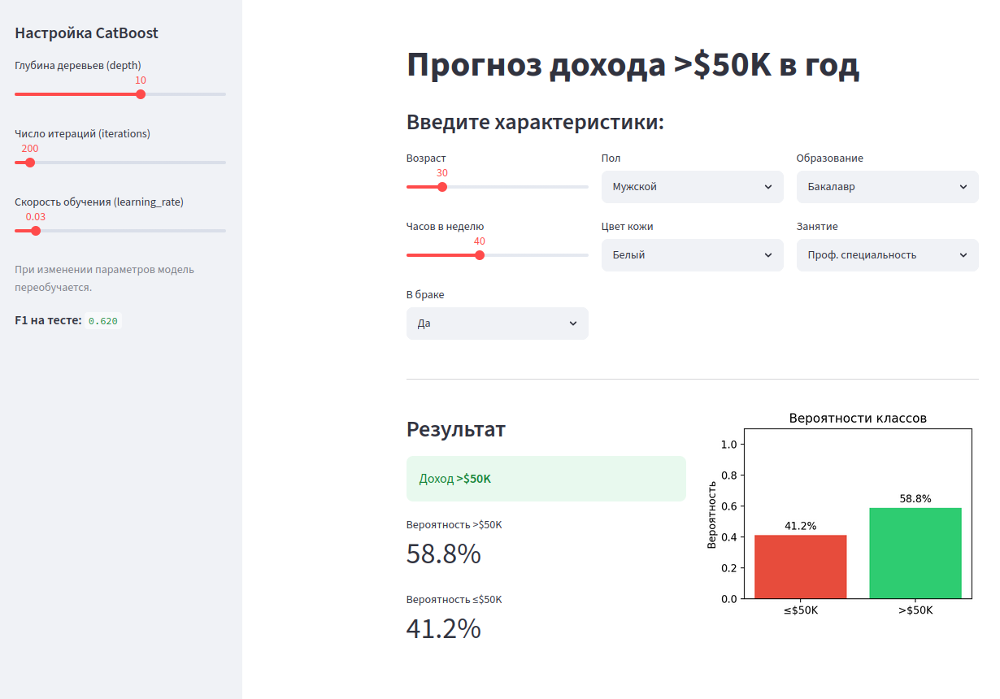 Настройка CatBoost
Глубина деревьев (depth)
10
Число итераций (iterations)
200
Скорость обучения (learning_rate)
0.03
При изменении параметров модель
переобучается.
F1 на тесте: 0.620
Прогноз дохода >$50K в год
Введите характеристики:
Возраст
30
Пол
Мужской
Образование
Бакалавр
Часов в неделю
40
Цвет кожи
Белый
Занятие
Проф. специальность
В браке
Да
Результат
Доход >$50K
Вероятность >$50K
58.8%
Вероятность ≤$50K
41.2%
Вероятности классов
Вероятность
1.0
0.8
0.6
0.4
0.2
0.0
41.2%
58.8%
≤$50K
>$50K